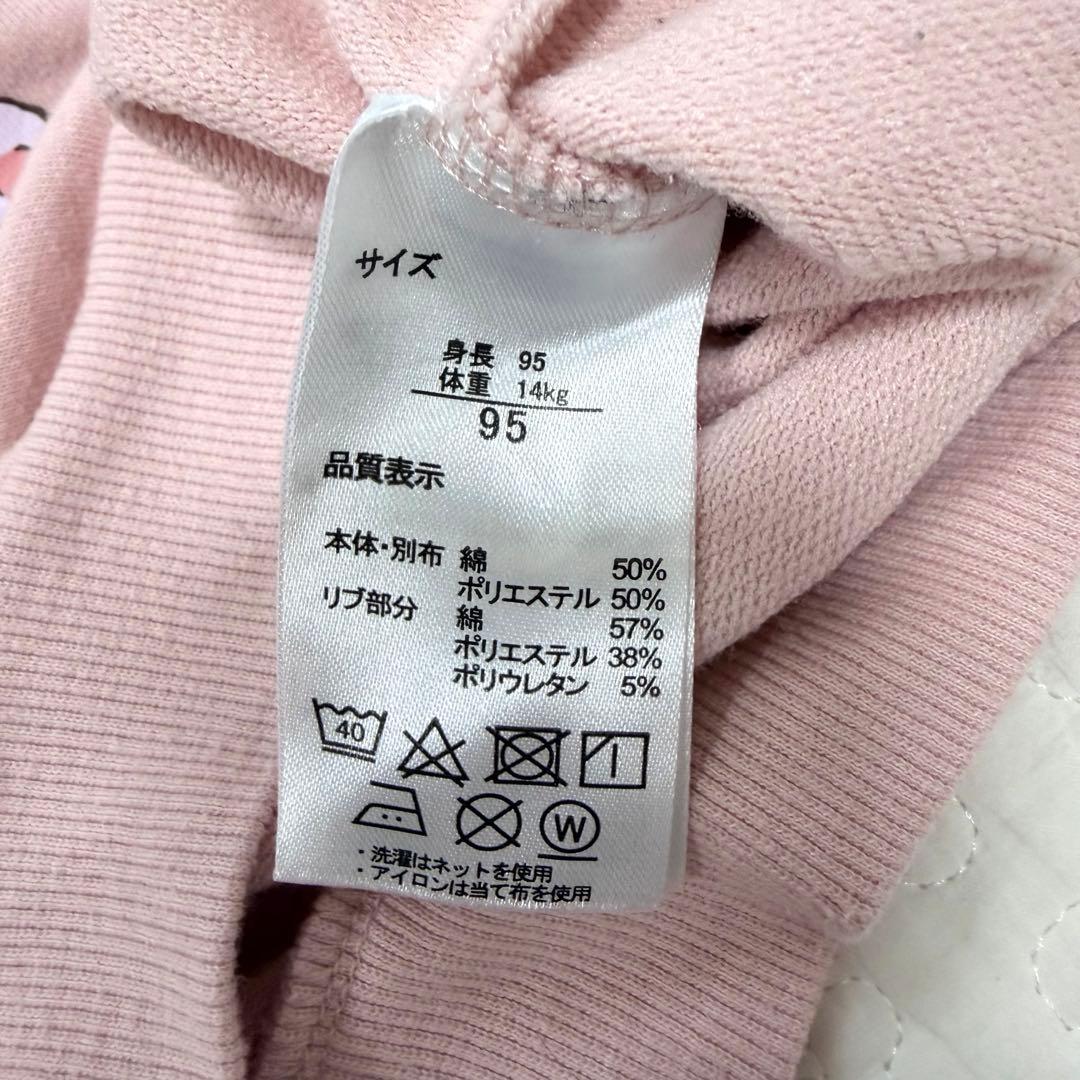 サイズ
身長 95
体重 14kg
95
品質表示
本体・別布 綿 50%
ポリエステル 50%
リブ部分 綿 57%
ポリエステル 38%
ポリウレタン 5%
40
W
・洗濯はネットを使用
・アイロンは当て布を使用